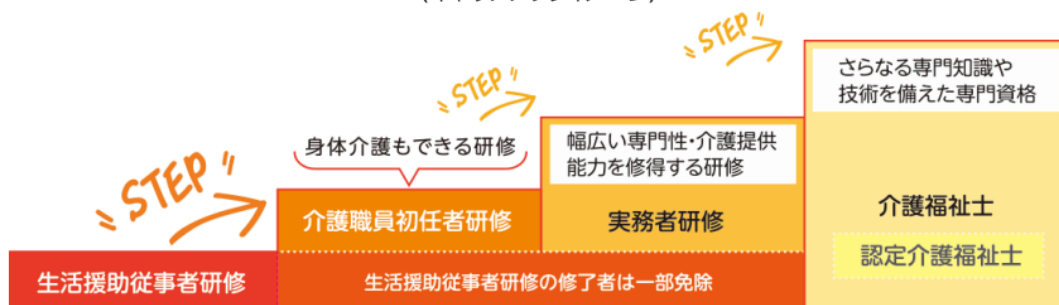 STEP
さらなる専門知識や
技術を備えた専門資格
STEP
身体介護もできる研修
幅広い専門性・介護提供
能力を修得する研修
STEP
介護職員初任者研修
実務者研修
介護福祉士
認定介護福祉士
生活援助従事者研修
生活援助従事者研修の修了者は一部免除